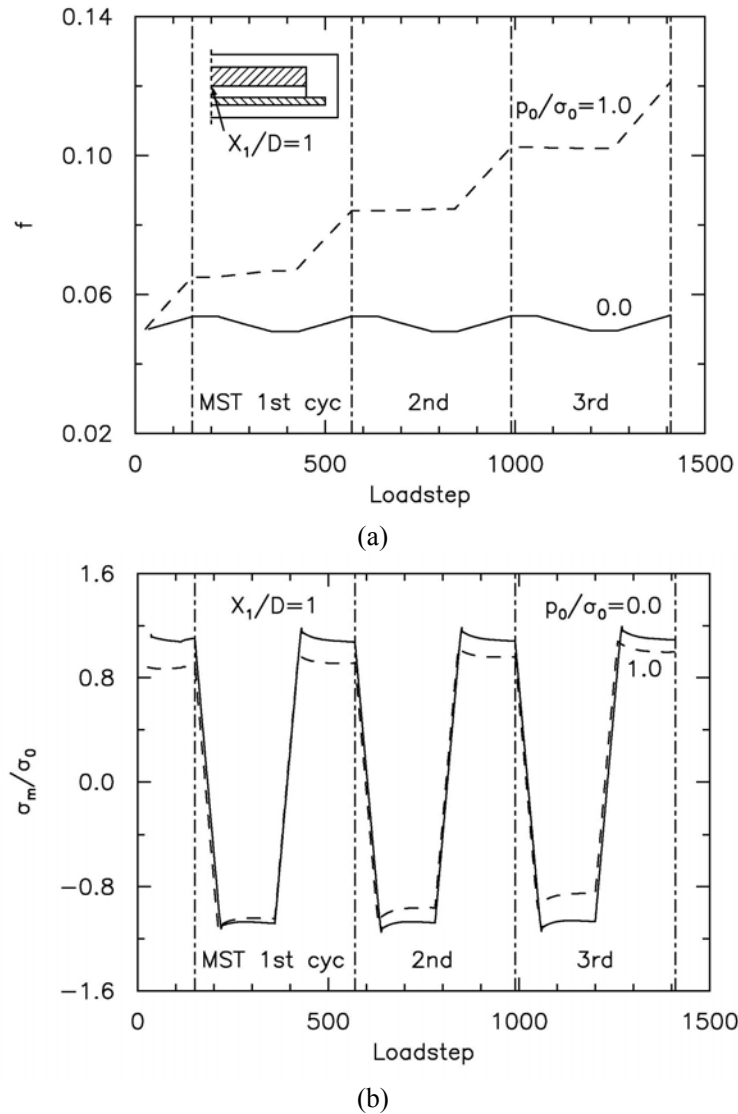 0.14
0.10
0.06
0.02
f
X₁/D=1
p₀/σ₀=1.0
0.0
MST 1st cyc 2nd 3rd
0 500 1000 1500
Loadstep
(a)
1.6
0.8
0.0
−0.8
−1.6
σₘ/σ₀
X₁/D=1
p₀/σ₀=0.0
1.0
MST 1st cyc 2nd 3rd
0 500 1000 1500
Loadstep
(b)